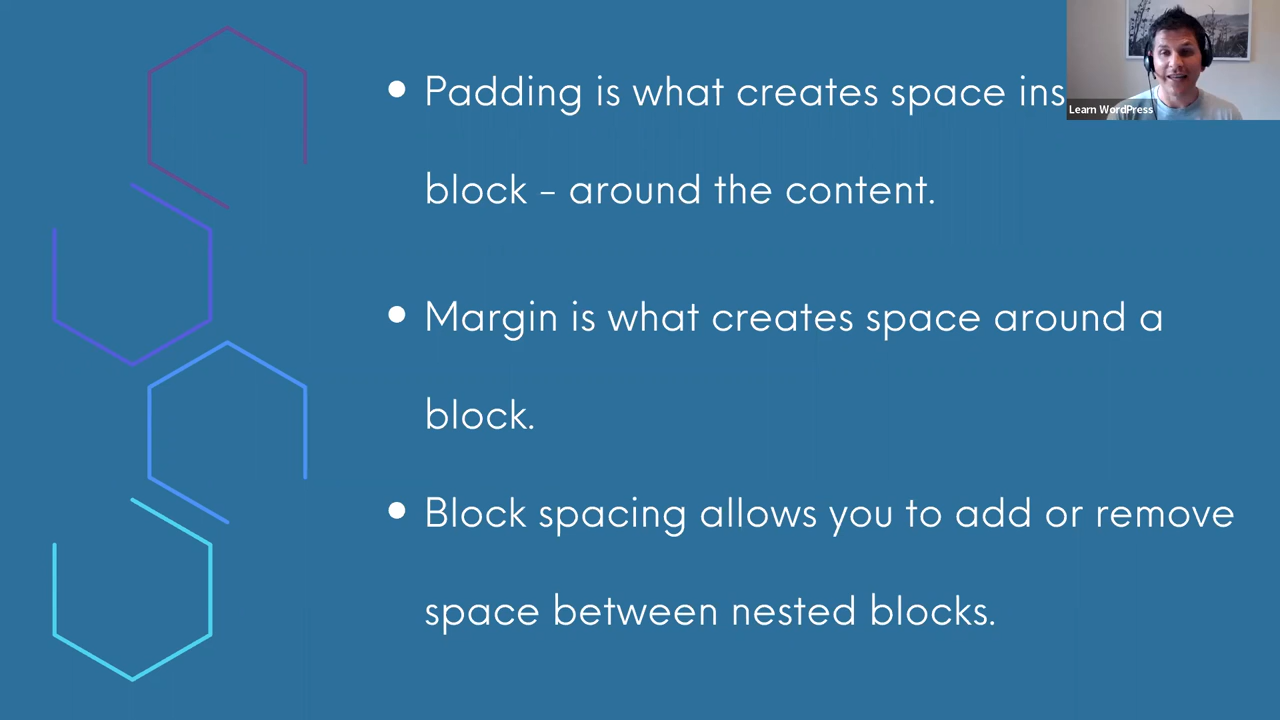 Padding is what creates space
block - around the content.
Margin is what creates space around a
block.
Block spacing allows you to add or remove
space between nested blocks.
Learn WordPress